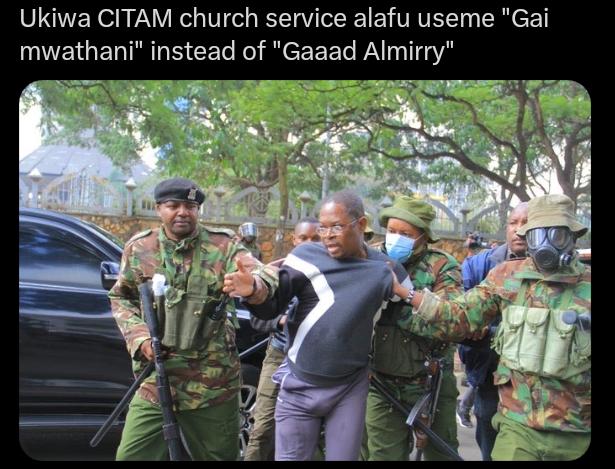 Ukiwa CITAM church service alafu useme "Gai
mwathani" instead of "Gaaad Almirry"